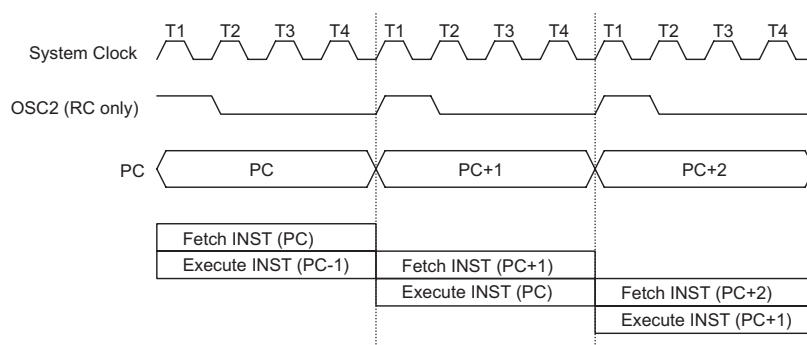 T1 T2 T3 T4 T1 T2 T3 T4 T1 T2 T3 T4
System Clock
OSC2 (RC only)
PC PC PC+1 PC+2
Fetch INST (PC)
Execute INST (PC-1) Fetch INST (PC+1)
Execute INST (PC) Fetch INST (PC+2)
Execute INST (PC+1)